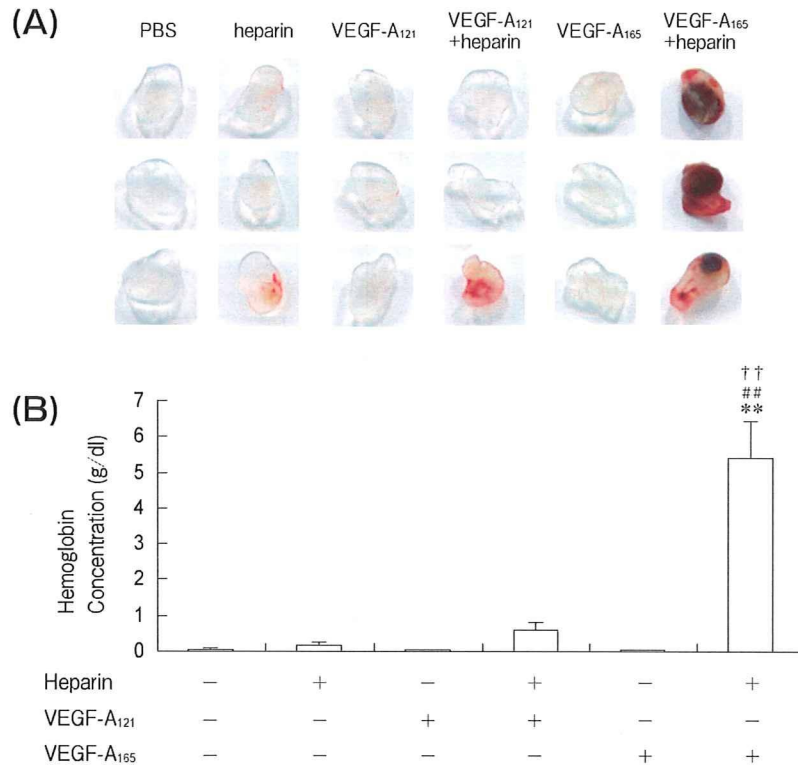 (A)
PBS heparin VEGF-A₁₂₁ VEGF-A₁₂₁ +heparin VEGF-A₁₆₅ VEGF-A₁₆₅ +heparin
(B)
Hemoglobin
Concentration (g/dl)
7
6
5
4
3
2
1
0
††
##
**
Heparin − + − + − +
VEGF-A₁₂₁ − − + + − −
VEGF-A₁₆₅ − − − − + +